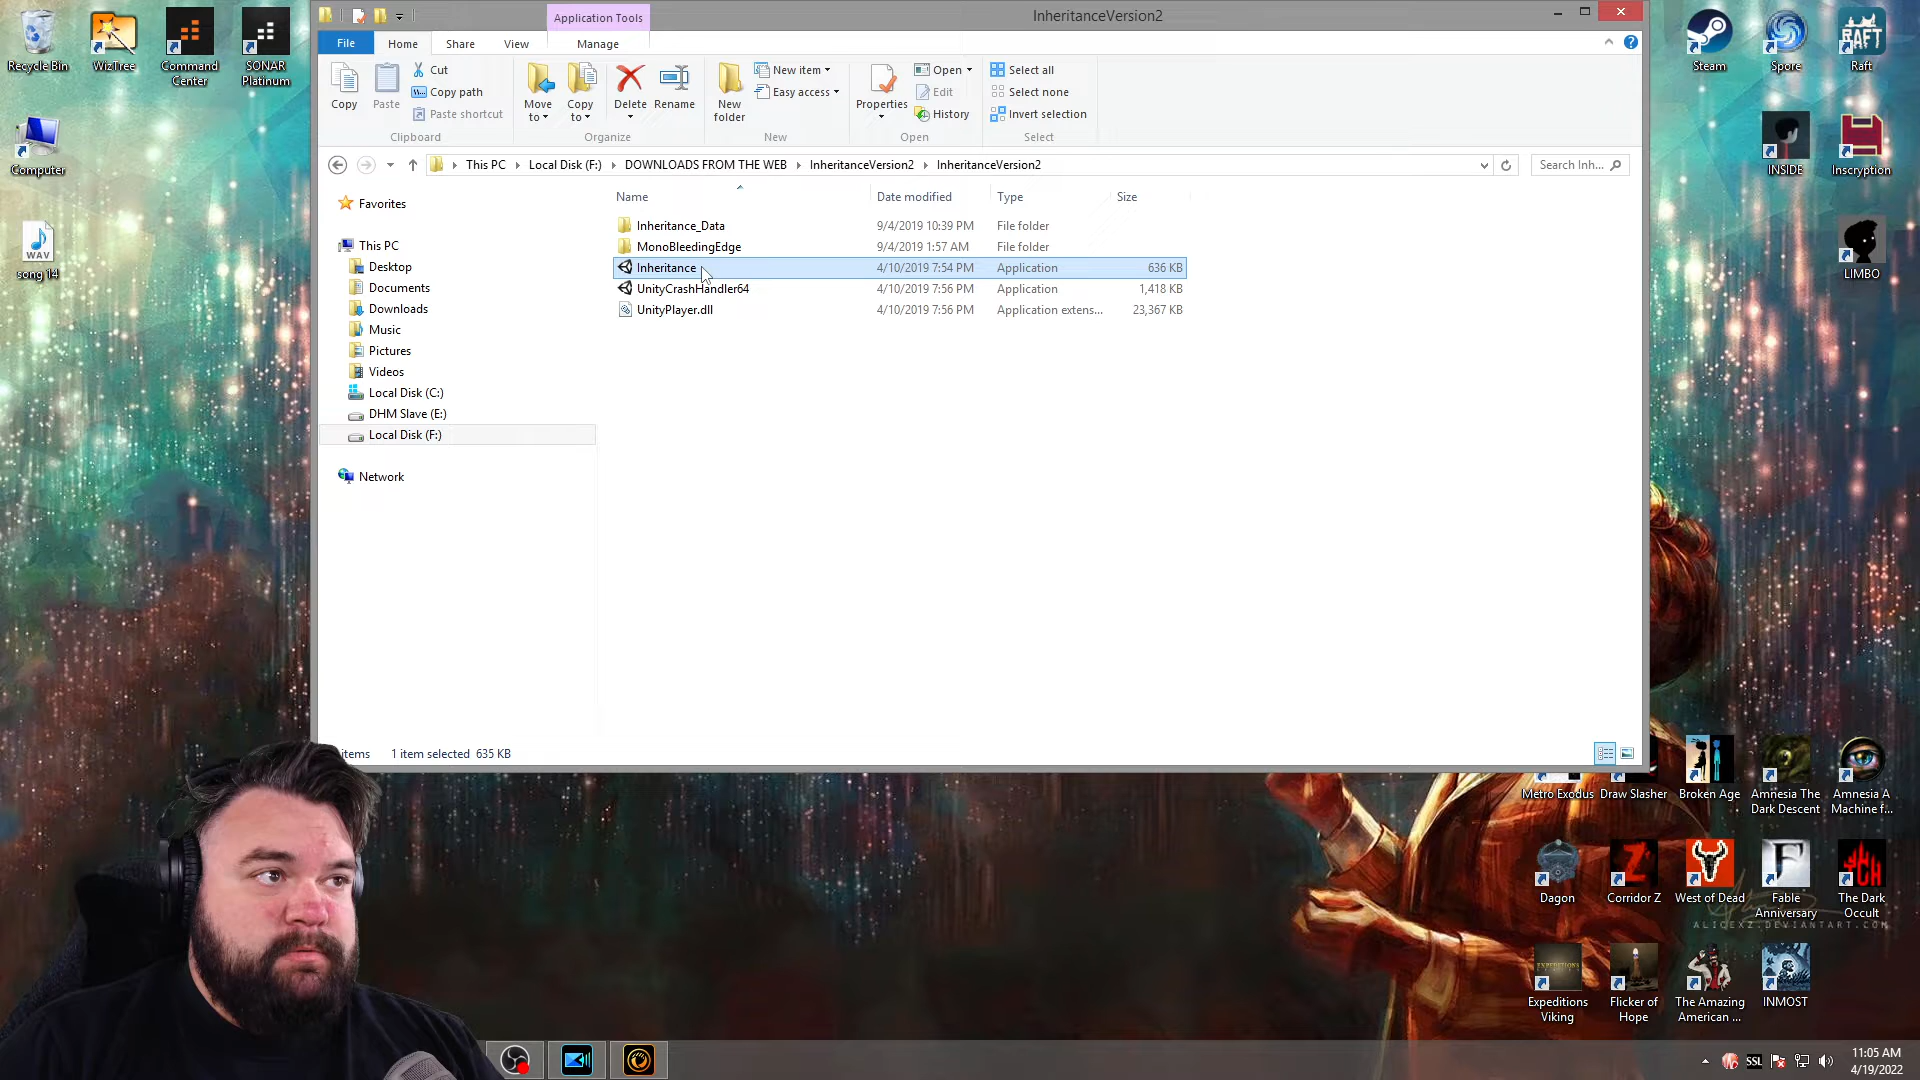 Application Tools
InheritanceVersion2
File
Home
Share
View
Manage
Copy
Paste
Cut
Copy path
Paste shortcut
Clipboard
Move to
Copy to
Delete
Rename
Organize
New folder
New item
Easy access
New
Properties
Open
Edit
History
Open
Select all
Select none
Invert selection
Select
This PC
Local Disk (F:)
DOWNLOADS FROM THE WEB
InheritanceVersion2
InheritanceVersion2
Search Inh...
Favorites
This PC
Desktop
Documents
Downloads
Music
Pictures
Videos
Local Disk (C:)
DHM Slave (E:)
Local Disk (F:)
Network
Name Date modified Type Size
Inheritance_Data 9/4/2019 10:39 PM File folder
MonoBleedingEdge 9/4/2019 1:57 AM File folder
Inheritance 4/10/2019 7:54 PM Application 636 KB
UnityCrashHandler64 4/10/2019 7:56 PM Application 1,418 KB
UnityPlayer.dll 4/10/2019 7:56 PM Application extens... 23,367 KB
items 1 item selected 635 KB
Recycle Bin
WizTree
Command
Center
SONAR
Platinum
Computer
WAV
song 14
Steam
Spore
RAFT
Raft
INSIDE
Inscryption
LIMBO
Metro Exodus
Draw Slasher
Broken Age
Amnesia The
Dark Descent
Amnesia A
Machine f...
Dagon
Corridor Z
West of Dead
Fable
Anniversary
The Dark
Occult
ALICEXZ.DEVIANTART.COM
EXPEDITIONS
Expeditions
Viking
Flicker of
Hope
The Amazing
American ...
INMOST
SSL
11:05 AM
4/19/2022